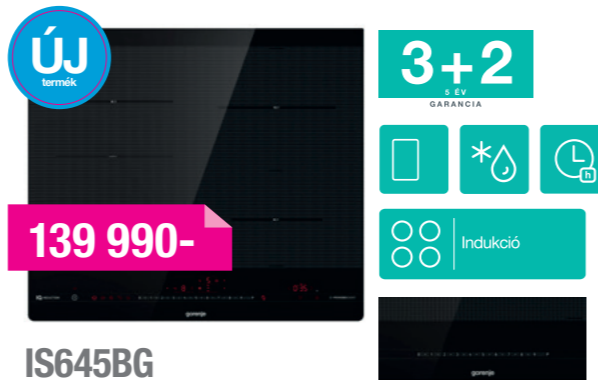 ÚJ
termék
3+2
5 ÉV
GARANCIA
h
139 990-
Indukció
gorenje
gorenje
IS645BG